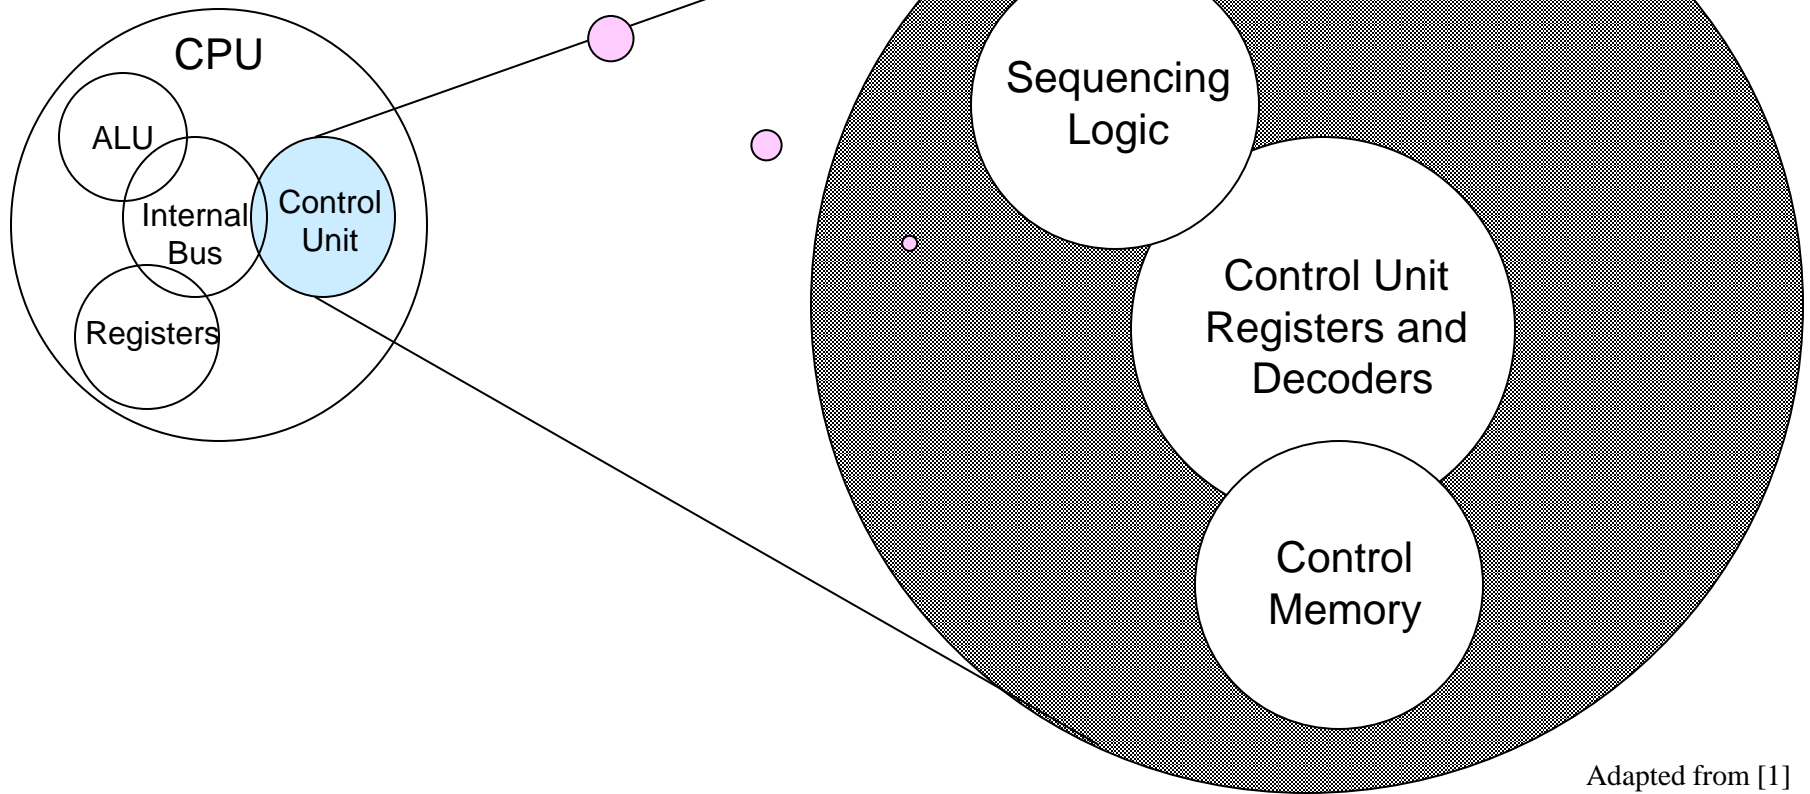 CPU
ALU
Internal
Bus
Control
Unit
Registers
Sequencing
Logic
Control Unit
Registers and
Decoders
Control
Memory
Adapted from [1]